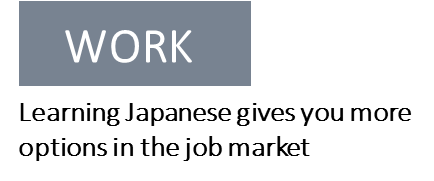 WORK
Learning Japanese gives you more
options in the job market